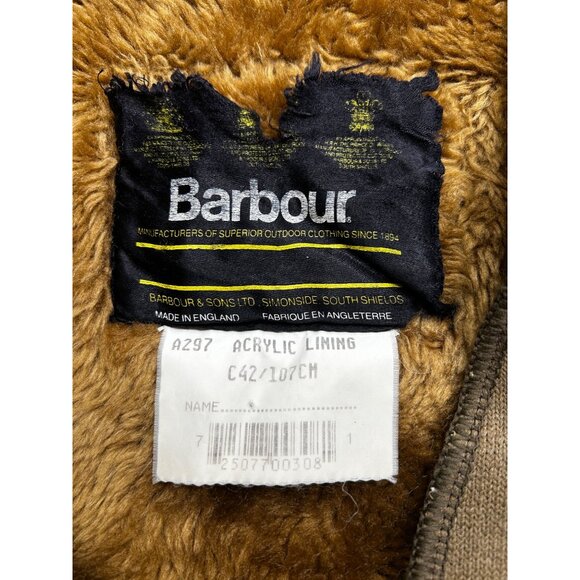 Barbour
MANUFACTURERS OF SUPERIOR OUTDOOR CLOTHING SINCE 1894
BARBOUR & SONS LTD. SIMONSIDE SOUTH SHIELDS
MADE IN ENGLAND FABRIQUE EN ANGLETERRE
A297 ACRYLIC LINING
C42/107CM
NAME
7 2507700308 1